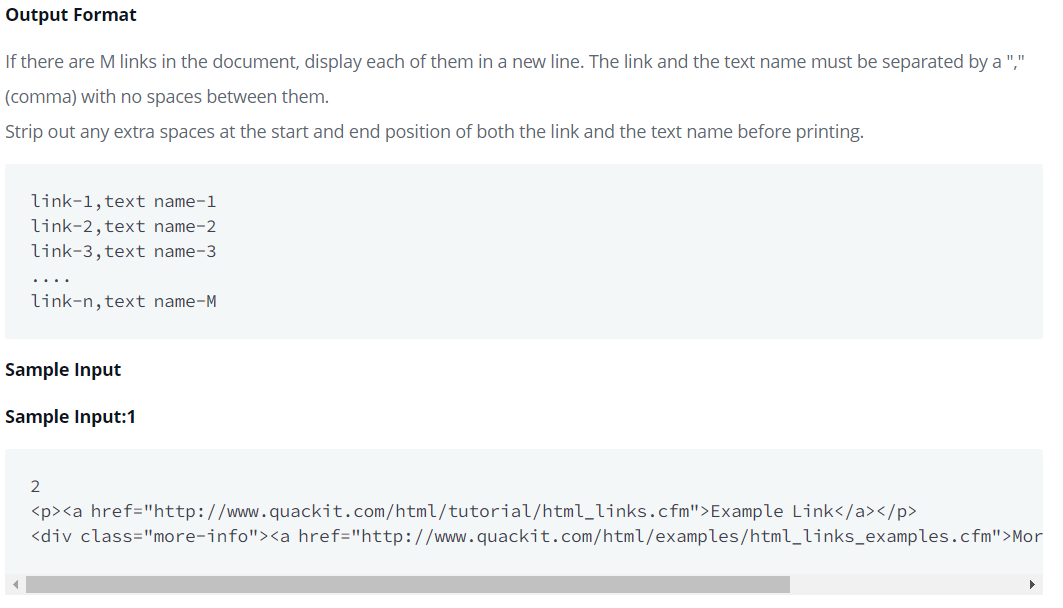 Output Format
If there are M links in the document, display each of them in a new line. The link and the text name must be separated by a ","
(comma) with no spaces between them.
Strip out any extra spaces at the start and end position of both the link and the text name before printing.
link-1,text name-1
link-2,text name-2
link-3,text name-3
....
link-n,text name-M
Sample Input
Sample Input:1
2
<p><a href="http://www.quackit.com/html/tutorial/html_links.cfm">Example Link</a></p>
<div class="more-info"><a href="http://www.quackit.com/html/examples/html_links_examples.cfm">Mor